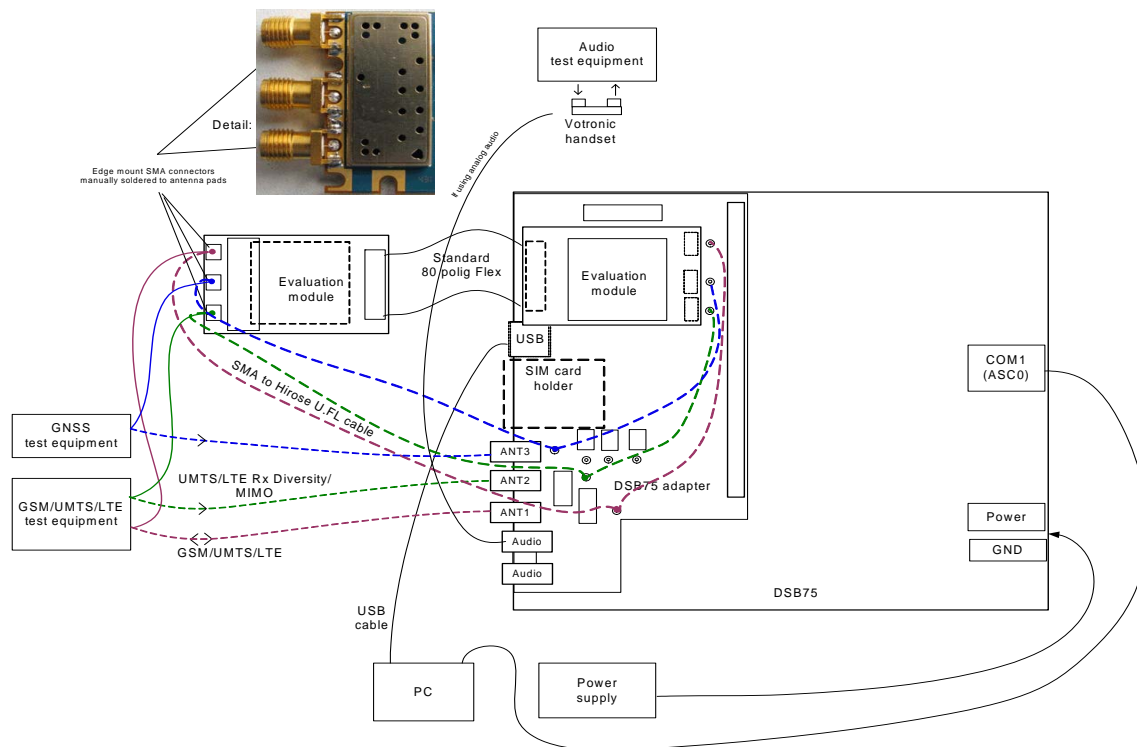 Audio
test equipment
Votronic
handset
Detail:
Edge mount SMA connectors
manually soldered to antenna pads
If using analog audio
Evaluation
module
Standard
80 polig Flex
Evaluation
module
USB
SIM card
holder
COM1
(ASC0)
SMA to Hirose U.FL cable
GNSS
test equipment
ANT3
UMTS/LTE Rx Diversity/
MIMO
ANT2
DSB75 adapter
GSM/UMTS/LTE
test equipment
ANT1
GSM/UMTS/LTE
Audio
Audio
Power
GND
DSB75
USB
cable
PC
Power
supply